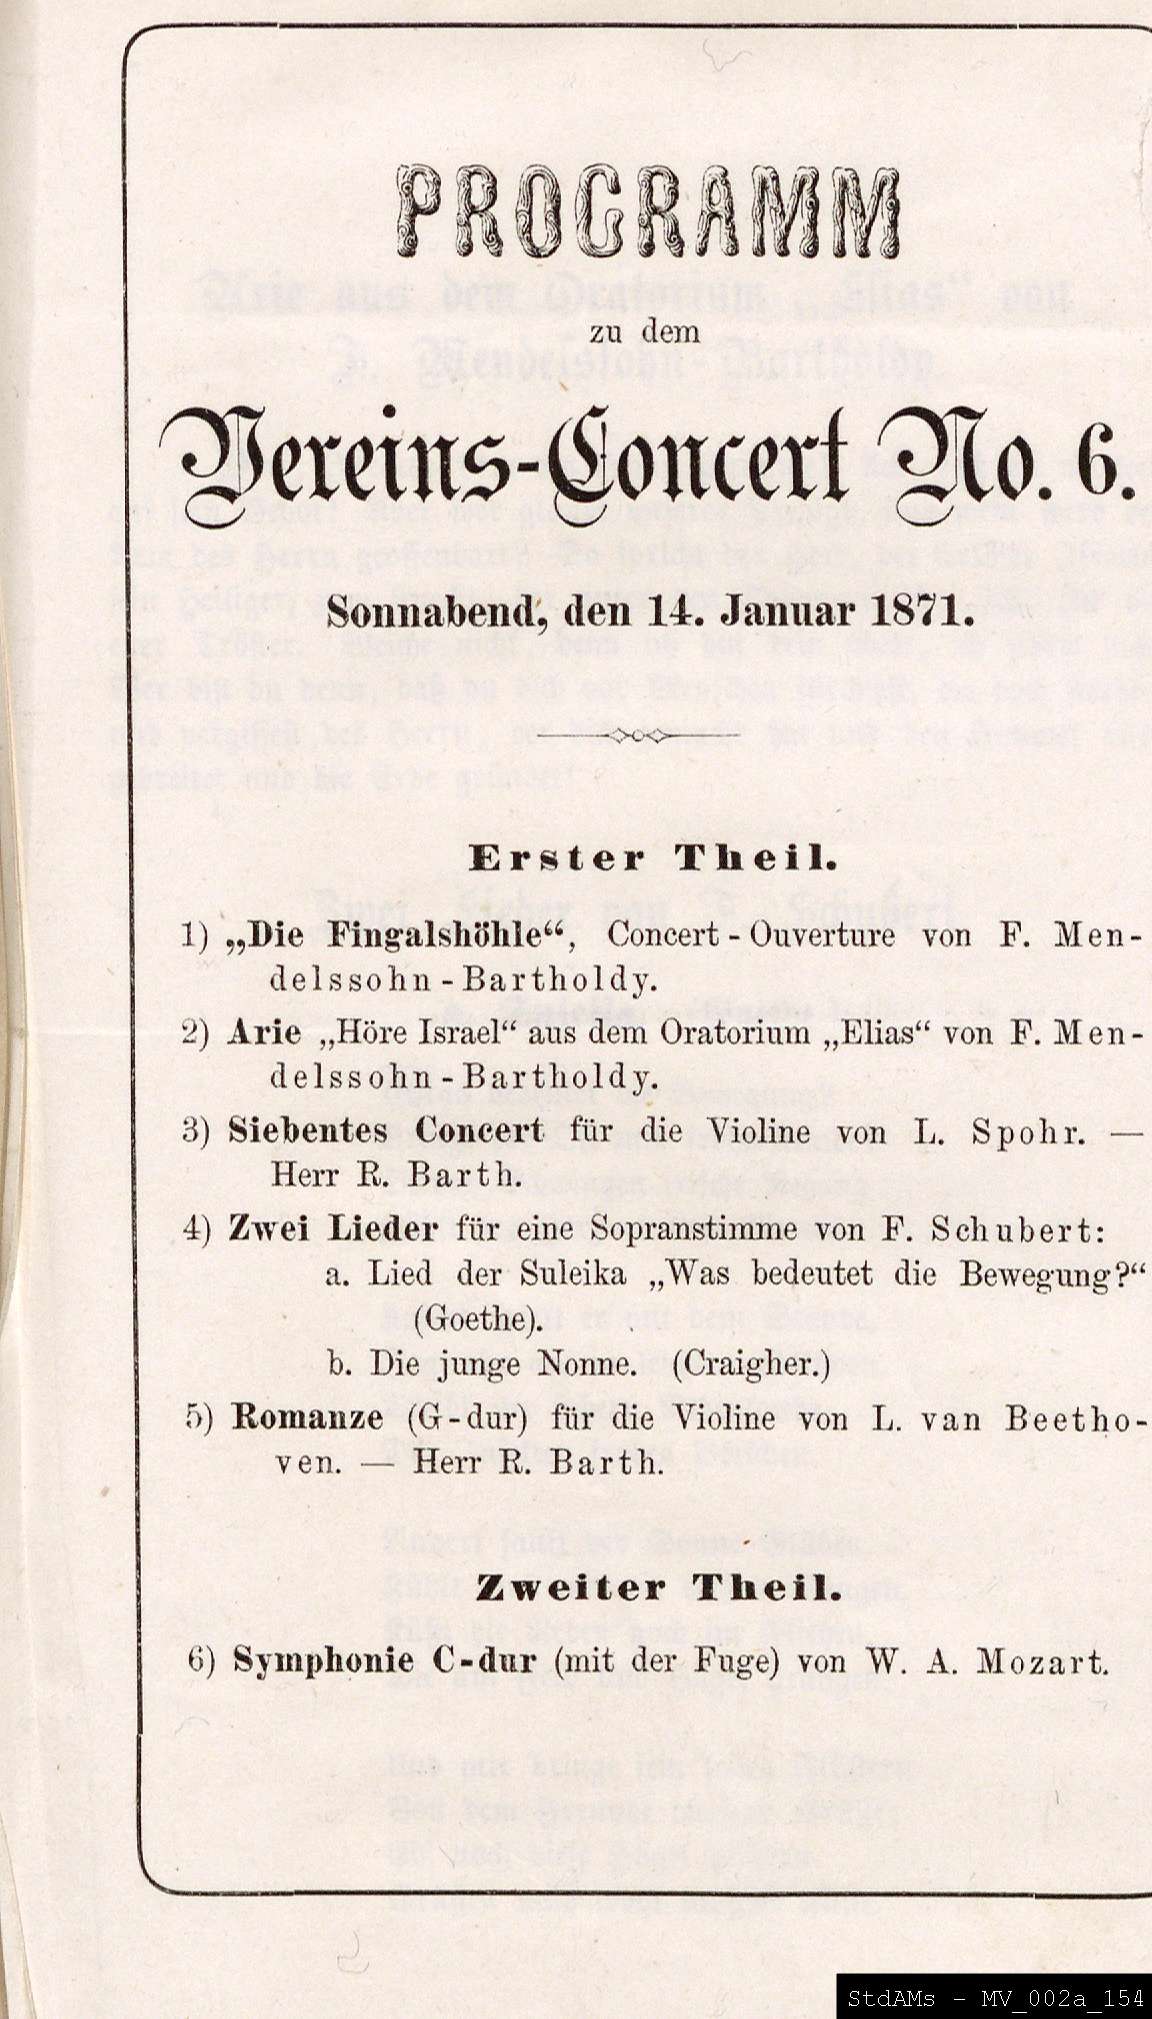 PROGRAMM
zu dem
Vereins-Concert No. 6.
Sonnabend, den 14. Januar 1871.
Erster Theil.
1) „Die Fingalshöhle“, Concert-Ouverture von F. Men-
delssohn-Bartholdy.
2) Arie „Höre Israel“ aus dem Oratorium „Elias“ von F. Men-
delssohn-Bartholdy.
3) Siebentes Concert für die Violine von L. Spohr. —
Herr R. Barth.
4) Zwei Lieder für eine Sopranstimme von F. Schubert:
a. Lied der Suleika „Was bedeutet die Bewegung?“
(Goethe).
b. Die junge Nonne. (Craigher.)
5) Romanze (G-dur) für die Violine von L. van Beetho-
ven. — Herr R. Barth.
Zweiter Theil.
6) Symphonie C-dur (mit der Fuge) von W. A. Mozart.
StdAMs - MV_002a_154